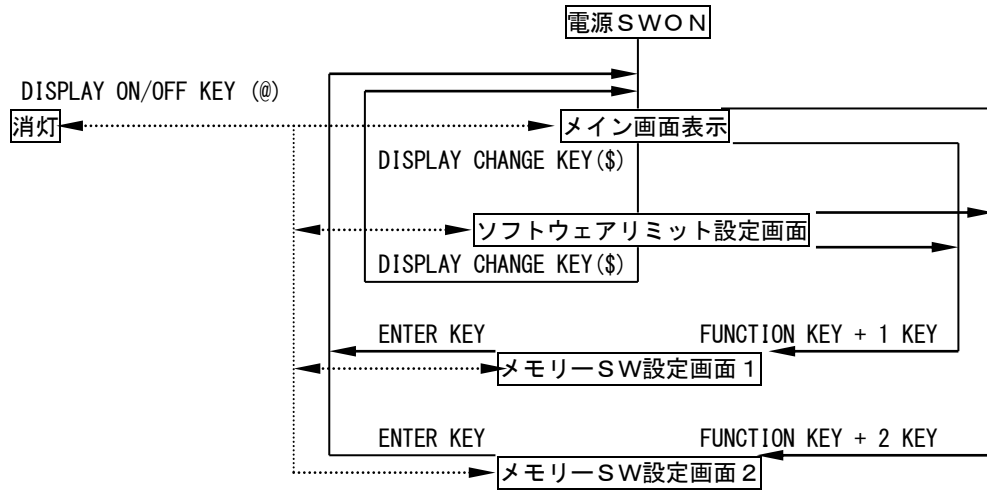 電源ＳＷＯＮ
DISPLAY ON/OFF KEY (@)
消灯
メイン画面表示
DISPLAY CHANGE KEY($)
ソフトウェアリミット設定画面
DISPLAY CHANGE KEY($)
ENTER KEY
FUNCTION KEY + 1 KEY
メモリーＳＷ設定画面１
ENTER KEY
FUNCTION KEY + 2 KEY
メモリーＳＷ設定画面２